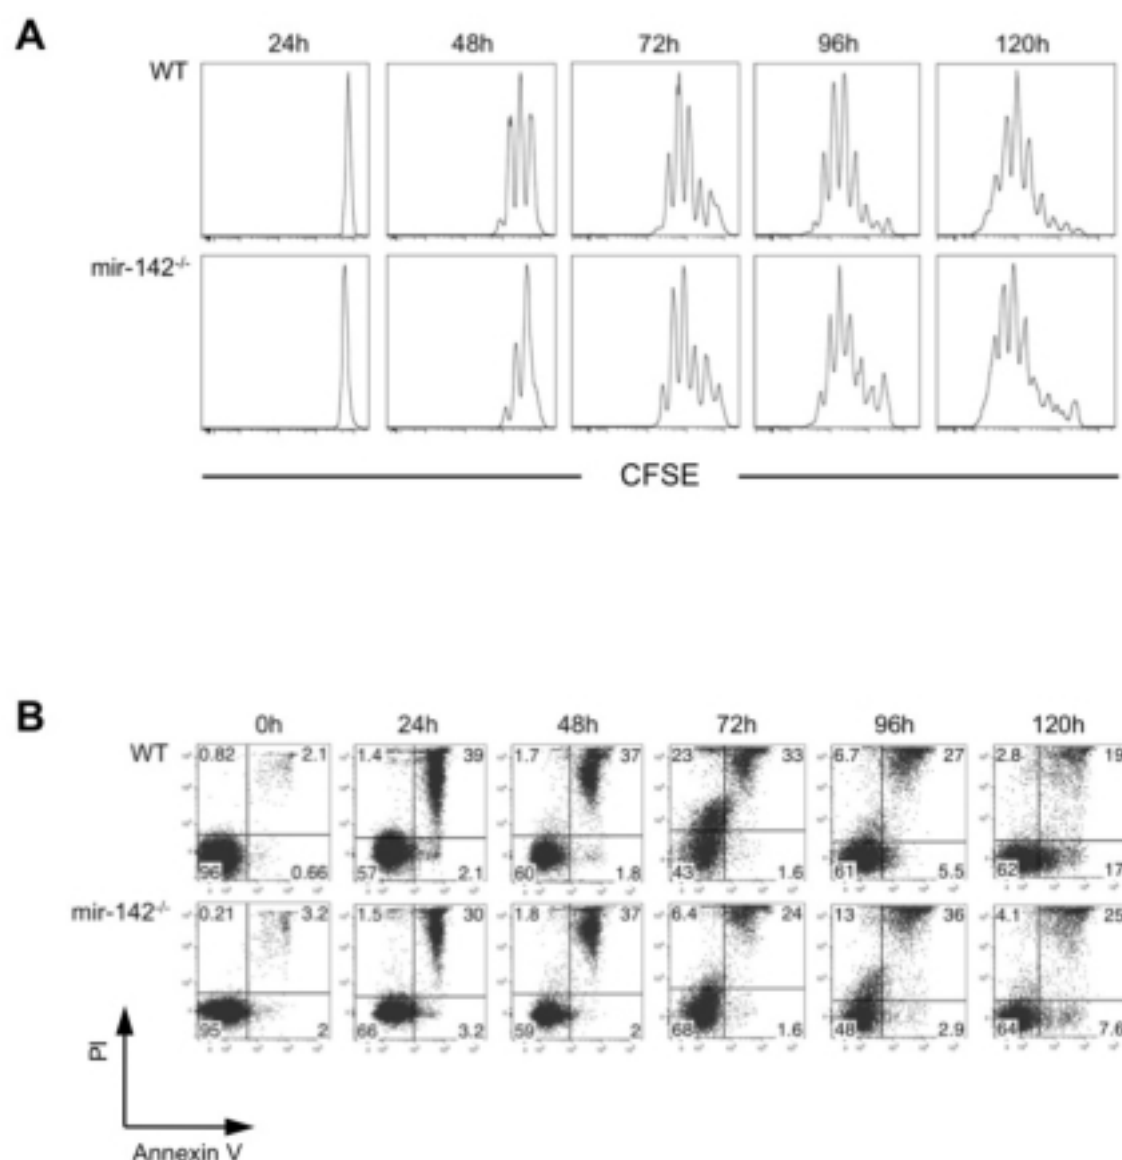 A
24h 48h 72h 96h 120h
WT
mir-142-/-
CFSE
B
0h 24h 48h 72h 96h 120h
WT
0.82 2.1 1.4 39 1.7 37 23 33 6.7 27 2.8 19
96 0.66 57 2.1 60 1.8 43 1.6 61 5.5 62 17
mir-142-/-
0.21 3.2 1.5 30 1.8 37 6.4 24 13 36 4.1 25
95 2 66 3.2 59 2 68 1.6 48 2.9 64 7.6
PI
Annexin V